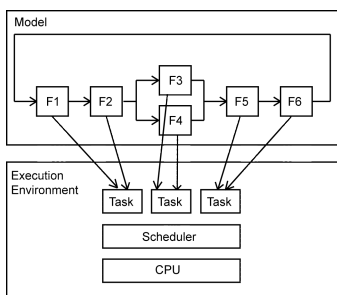 Model
F3
F1
F2
F4
F5
F6
Execution
Environment
Task
Task
Task
Scheduler
CPU